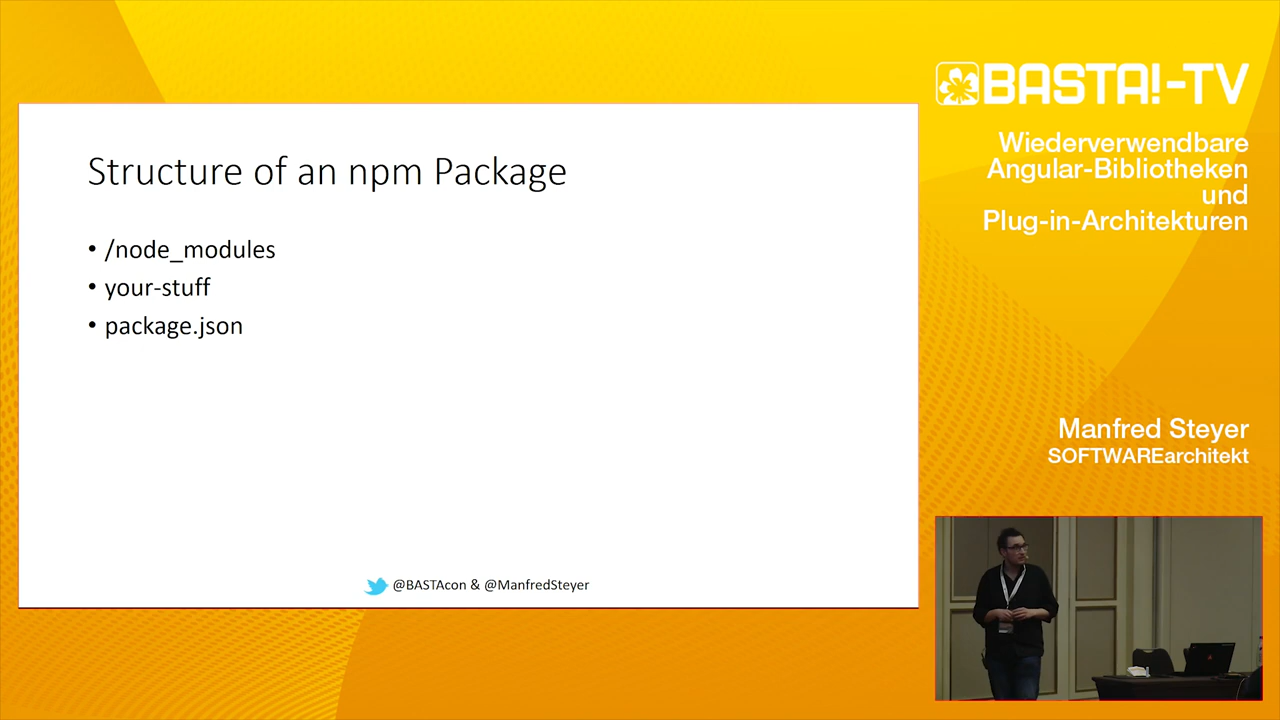 BASTA!-TV
Wiederverwendbare
Angular-Bibliotheken
und
Plug-in-Architekturen
Structure of an npm Package
• /node_modules
• your-stuff
• package.json
@BASTAcon & @ManfredSteyer
Manfred Steyer
SOFTWAREarchitekt